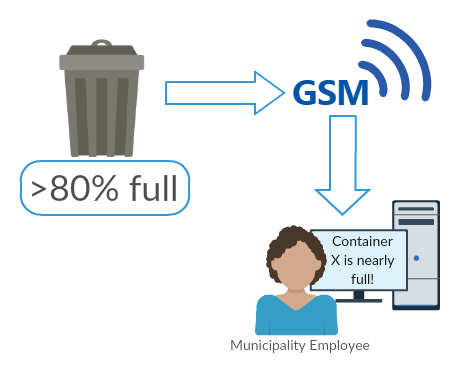 GSM
>80% full
Container
X is nearly
full!
Municipality Employee